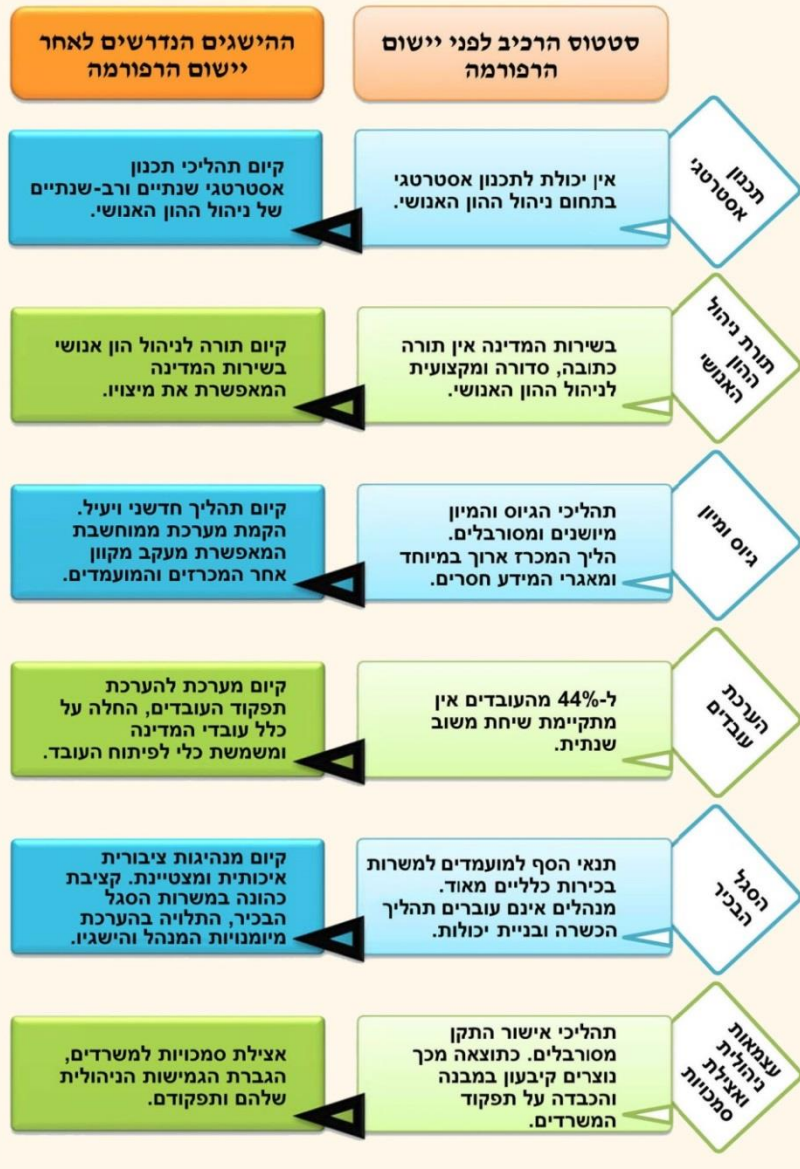 סטטוס הרכיב לפני יישום
הרפורמה
ההישגים הנדרשים לאחר
יישום הרפורמה
תכנון
אסטרטגי
אין יכולת לתכנון אסטרטגי
בתחום ניהול ההון האנושי.
קיום תהליכי תכנון
אסטרטגי שנתיים ורב-שנתיים
של ניהול ההון האנושי.
תורת ניהול
ההון
האנושי
בשירות המדינה אין תורה
כתובה, סדורה ומקצועית
לניהול ההון האנושי.
קיום תורה לניהול הון אנושי
בשירות המדינה
המאפשרת את מיצויו.
גיוס ומיון
תהליכי הגיוס והמיון
מיושנים ומסורבלים.
הליך המכרז ארוך במיוחד
ומאגרי המידע חסרים.
קיום תהליך חדשני ויעיל.
הקמת מערכת ממוחשבת
המאפשרת מעקב מקוון
אחר המכרזים והמועמדים.
הערכת
עובדים
ל-44% מהעובדים אין
מתקיימת שיחת משוב
שנתית.
קיום מערכת להערכת
תפקוד העובדים, החלה על
כלל עובדי המדינה
ומשמשת כלי לפיתוח העובד.
הסגל
הבכיר
תנאי הסף למועמדים למשרות
בכירות כלליים מאוד.
מנהלים אינם עוברים תהליך
הכשרה ובניית יכולות.
קיום מנהיגות ציבורית
איכותית ומצטיינת. קציבת
כהונה במשרות הסגל
הבכיר, התלויה בהערכת
מיומנויות המנהל והישגיו.
עצמאות
ניהולית
ואצילת
סמכויות
תהליכי אישור התקן
מסורבלים. כתוצאה מכך
נוצרים קיבעון במבנה
והכבדה על תפקוד
המשרדים.
אצילת סמכויות למשרדים,
הגברת הגמישות הניהולית
שלהם ותפקודם.